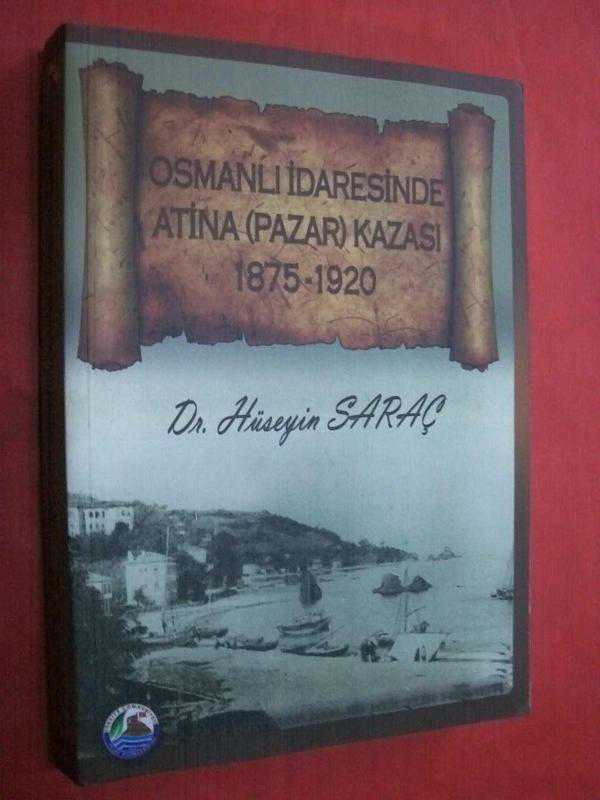 OSMANLI İDARESİNDE
ATİNA (PAZAR) KAZASI
1875-1920
Dr. Hüseyin SARAÇ